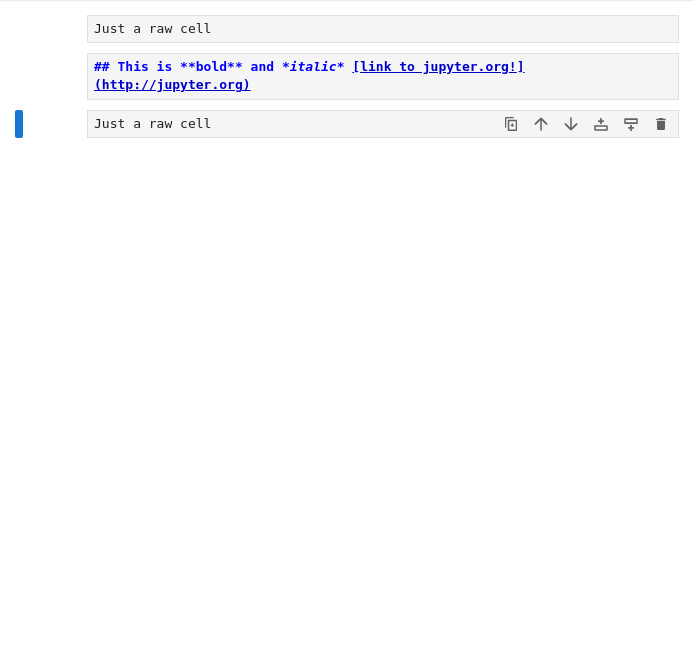 Just a raw cell
## This is **bold** and *italic* [link to jupyter.org!]
(http://jupyter.org)
Just a raw cell